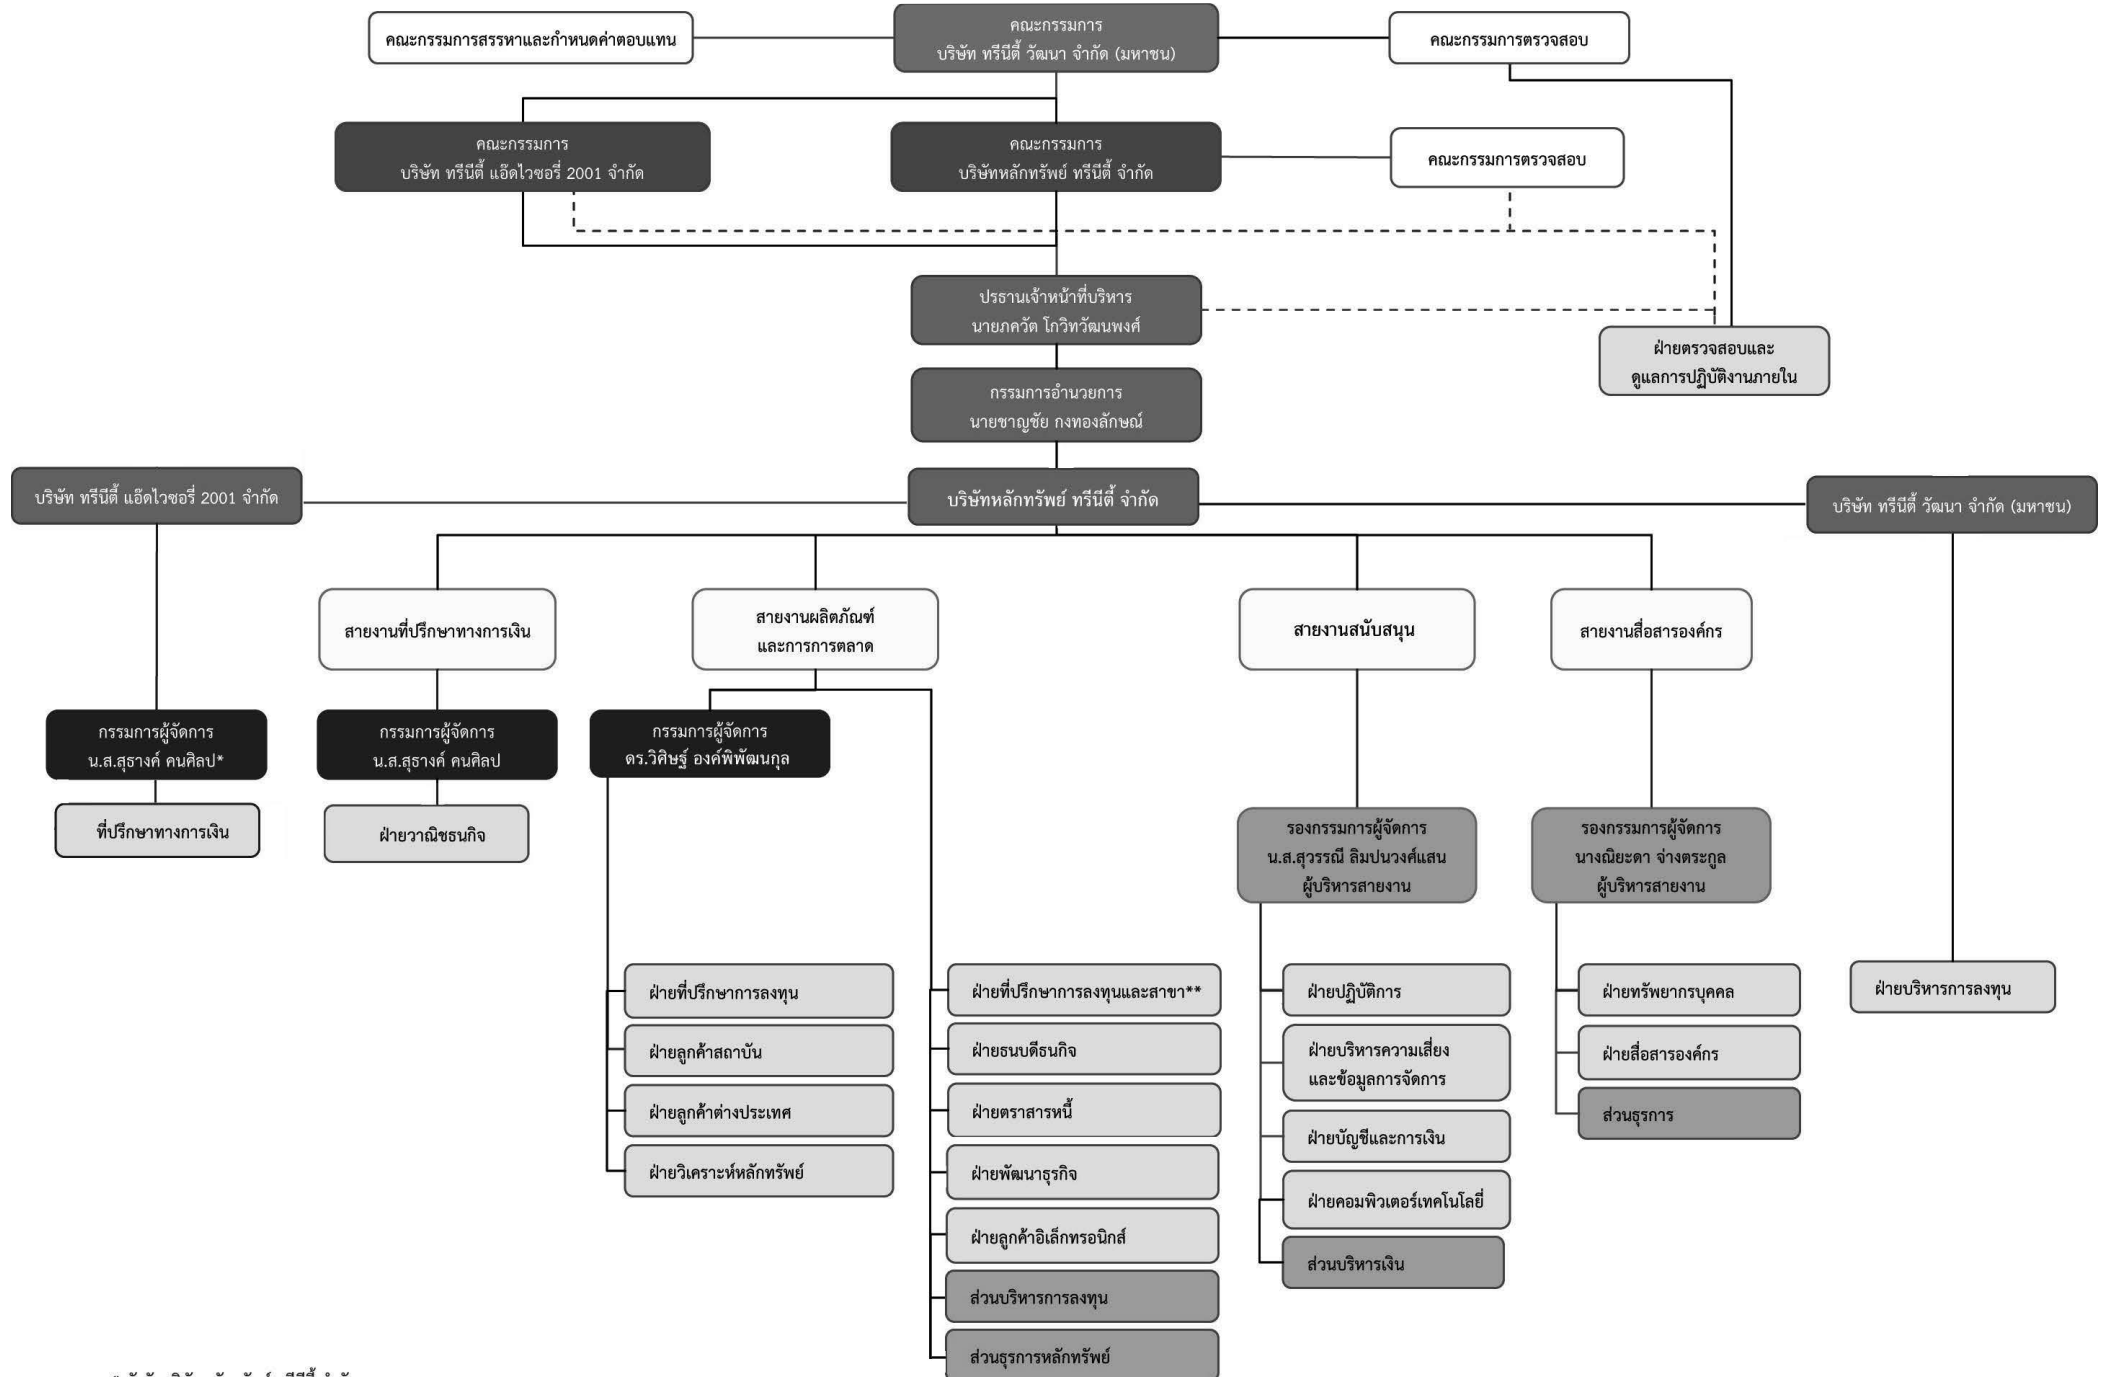 คณะกรรมการสรรหาและกำหนดค่าตอบแทน
คณะกรรมการ
บริษัท ทรีนีตี้ วัฒนา จำกัด (มหาชน)
คณะกรรมการตรวจสอบ
คณะกรรมการ
บริษัท ทรีนีตี้ แอ๊ดไวซอรี่ 2001 จำกัด
คณะกรรมการ
บริษัทหลักทรัพย์ ทรีนีตี้ จำกัด
คณะกรรมการตรวจสอบ
ประธานเจ้าหน้าที่บริหาร
นายภควัต โกวิทวัฒนพงศ์
ฝ่ายตรวจสอบและ
ดูแลการปฏิบัติงานภายใน
กรรมการอำนวยการ
นายชาญชัย กงทองลักษณ์
บริษัท ทรีนีตี้ แอ๊ดไวซอรี่ 2001 จำกัด
บริษัทหลักทรัพย์ ทรีนีตี้ จำกัด
บริษัท ทรีนีตี้ วัฒนา จำกัด (มหาชน)
สายงานที่ปรึกษาทางการเงิน
สายงานผลิตภัณฑ์
และการการตลาด
สายงานสนับสนุน
สายงานสื่อสารองค์กร
กรรมการผู้จัดการ
น.ส.สุธางค์ คนศิลป*
กรรมการผู้จัดการ
น.ส.สุธางค์ คนศิลป
กรรมการผู้จัดการ
ดร.วิศิษฐ์ องค์พิพัฒนกุล
ที่ปรึกษาทางการเงิน
ฝ่ายวาณิชธนกิจ
รองกรรมการผู้จัดการ
น.ส.สุวรรณี ลิมปนวงศ์แสน
ผู้บริหารสายงาน
รองกรรมการผู้จัดการ
นางณิยะดา จ่างตระกูล
ผู้บริหารสายงาน
ฝ่ายที่ปรึกษาการลงทุน
ฝ่ายลูกค้าสถาบัน
ฝ่ายลูกค้าต่างประเทศ
ฝ่ายวิเคราะห์หลักทรัพย์
ฝ่ายที่ปรึกษาการลงทุนและสาขา**
ฝ่ายธนบดีธนกิจ
ฝ่ายตราสารหนี้
ฝ่ายพัฒนาธุรกิจ
ฝ่ายลูกค้าอิเล็กทรอนิกส์
ส่วนบริหารการลงทุน
ส่วนธุรการหลักทรัพย์
ฝ่ายปฏิบัติการ
ฝ่ายบริหารความเสี่ยง
และข้อมูลการจัดการ
ฝ่ายบัญชีและการเงิน
ฝ่ายคอมพิวเตอร์เทคโนโลยี่
ส่วนบริหารเงิน
ฝ่ายทรัพยากรบุคคล
ฝ่ายสื่อสารองค์กร
ส่วนธุรการ
ฝ่ายบริหารการลงทุน